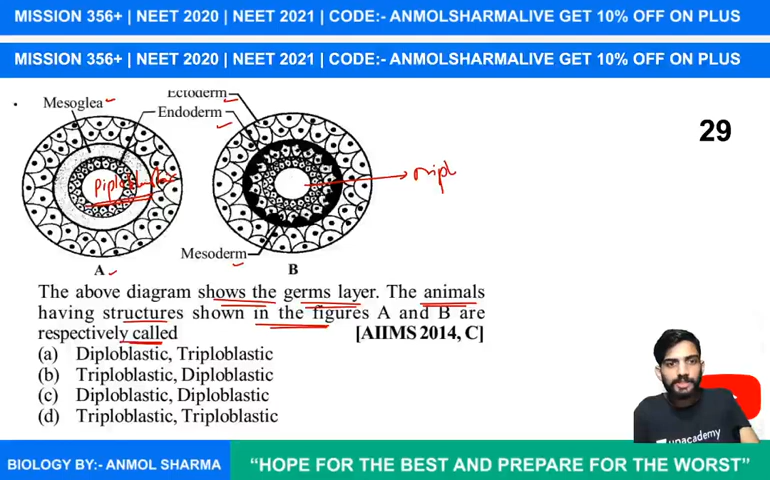 MISSION 356+ | NEET 2020 | NEET 2021 | CODE:- ANMOLSHARMALIVE GET 10% OFF ON PLUS
MISSION 356+ | NEET 2020 | NEET 2021 | CODE:- ANMOLSHARMALIVE GET 10% OFF ON PLUS
Ectoderm
Mesoglea
Endoderm
29
Mesoderm
A
B
The above diagram shows the germs layer. The animals
having structures shown in the figures A and B are
respectively called [AIIMS 2014, C]
(a) Diploblastic, Triploblastic
(b) Triploblastic, Diploblastic
(c) Diploblastic, Diploblastic
(d) Triploblastic, Triploblastic
unacademy
BIOLOGY BY:- ANMOL SHARMA
“HOPE FOR THE BEST AND PREPARE FOR THE WORST”